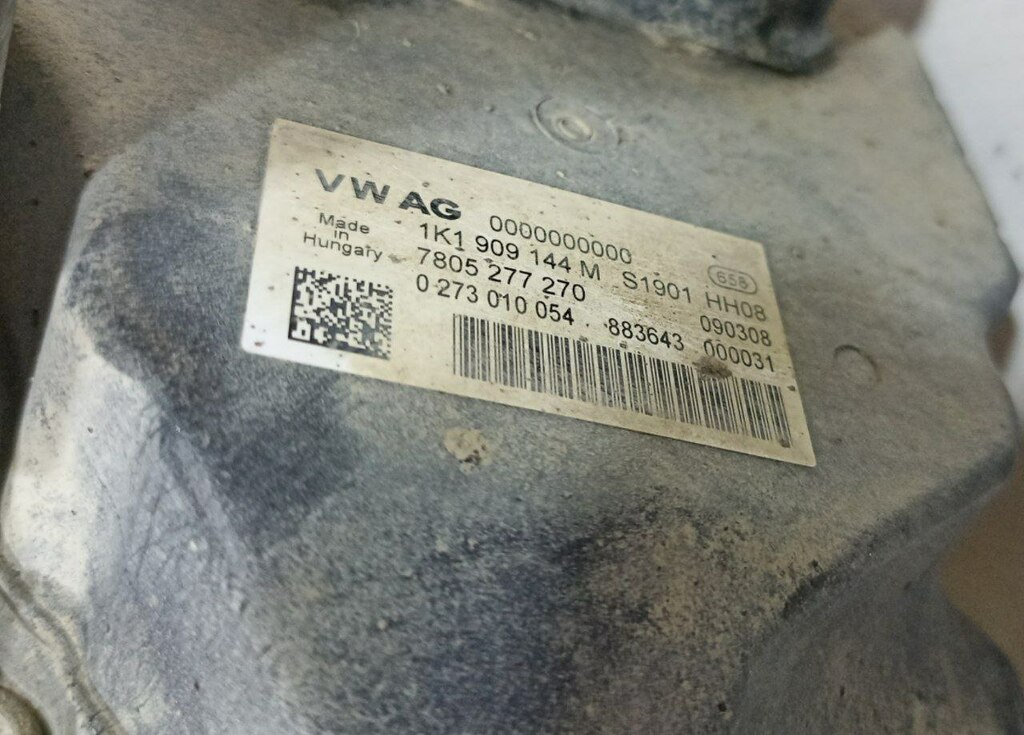 VW AG 0000000000
Made in Hungary
1K1 909 144 M S1901 HH08
7805 277 270 090308
0 273 010 054 883643 000031
658